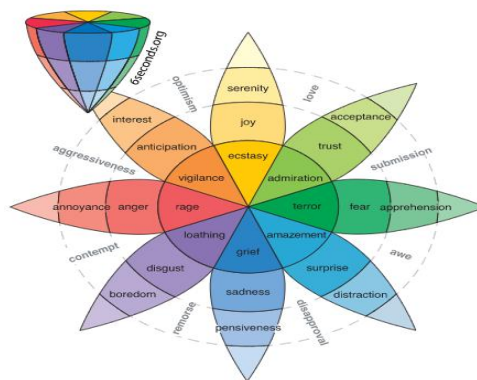 6seconds.org
optimism
love
serenity
interest
joy
acceptance
anticipation
trust
aggressiveness
ecstasy
submission
vigilance
admiration
annoyance
anger
rage
terror
fear
apprehension
loathing
amazement
contempt
grief
awe
disgust
surprise
boredom
sadness
distraction
remorse
pensiveness
disapproval